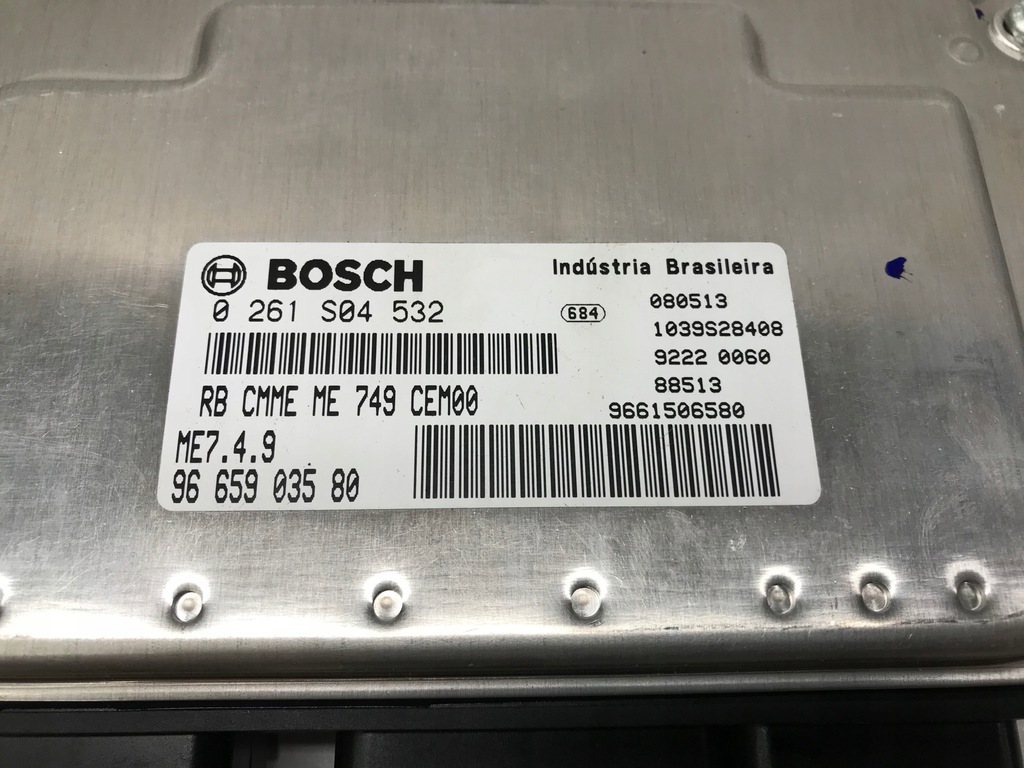 BOSCH
Indústria Brasileira
0 261 S04 532
684
080513
1039S28408
9222 0060
88513
RB CMME ME 749 CEM00
9661506580
ME7.4.9
96 659 035 80